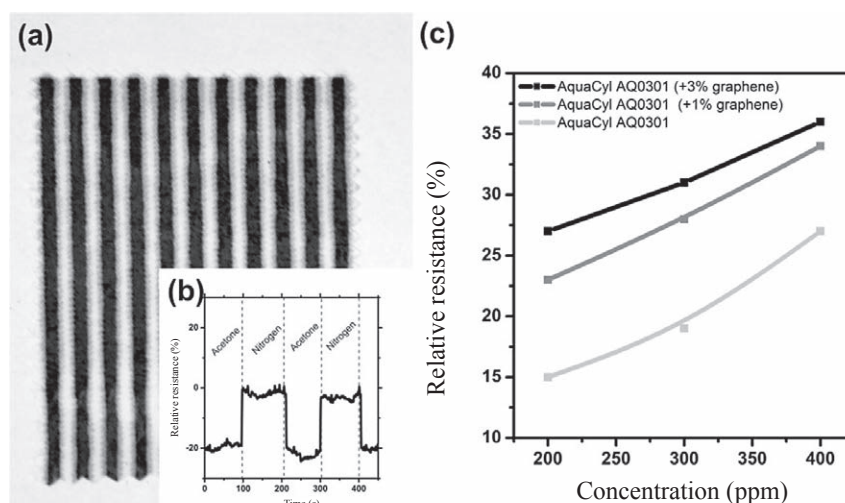 (a)
(b)
Relative resistance (%)
20
0
-20
Acetone
Nitrogen
Acetone
Nitrogen
0
100
200
300
400
Time (s)
(c)
Relative resistance (%)
40
35
30
25
20
15
10
AquaCyl AQ0301 (+3% graphene)
AquaCyl AQ0301 (+1% graphene)
AquaCyl AQ0301
200
250
300
350
400
Concentration (ppm)